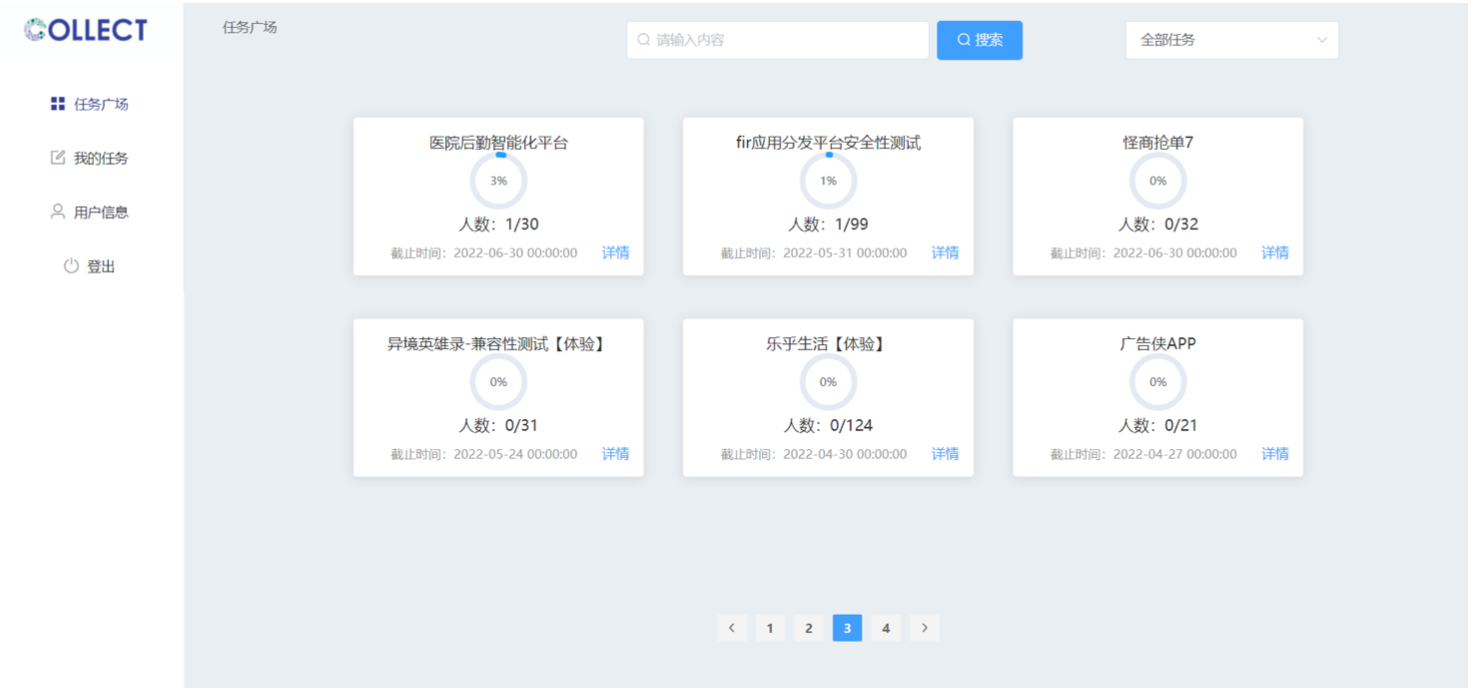 COLLECT
任务广场
请输入内容
搜索
全部任务
任务广场
我的任务
用户信息
登出
医院后勤智能化平台
3%
人数：1/30
截止时间：2022-06-30 00:00:00 详情
fir应用分发平台安全性测试
1%
人数：1/99
截止时间：2022-05-31 00:00:00 详情
怪商抢单7
0%
人数：0/32
截止时间：2022-06-30 00:00:00 详情
异境英雄录-兼容性测试【体验】
0%
人数：0/31
截止时间：2022-05-24 00:00:00 详情
乐乎生活【体验】
0%
人数：0/124
截止时间：2022-04-30 00:00:00 详情
广告侠APP
0%
人数：0/21
截止时间：2022-04-27 00:00:00 详情
1 2 3 4